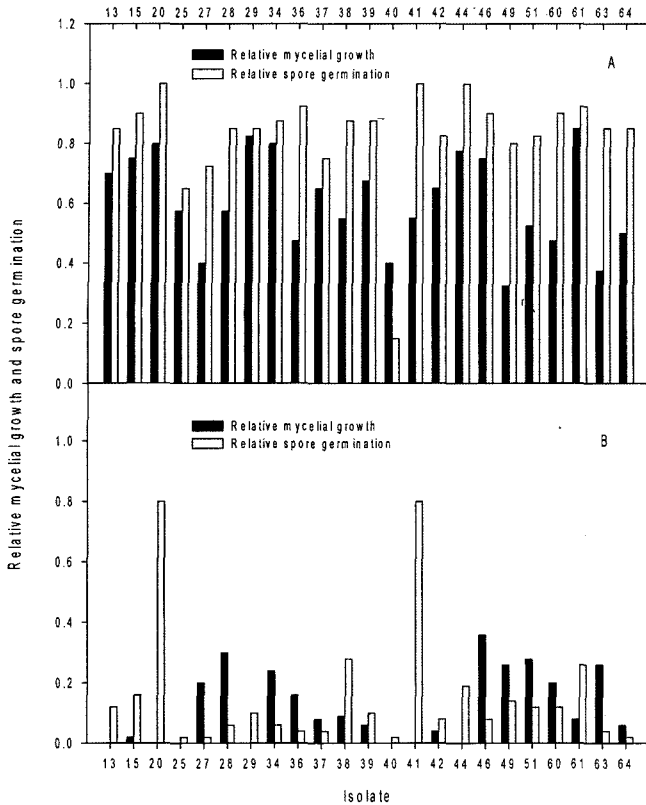 13 15 20 25 27 28 29 34 36 37 38 39 40 41 42 44 46 49 51 60 61 63 64
1.2
Relative mycelial growth
Relative spore germination
A
1.0
0.8
0.6
0.4
0.2
0.0
Relative mycelial growth and spore germination
Relative mycelial growth
Relative spore germination
B
1.0
0.8
0.6
0.4
0.2
0.0
13 15 20 25 27 28 29 34 36 37 38 39 40 41 42 44 46 49 51 60 61 63 64
Isolate